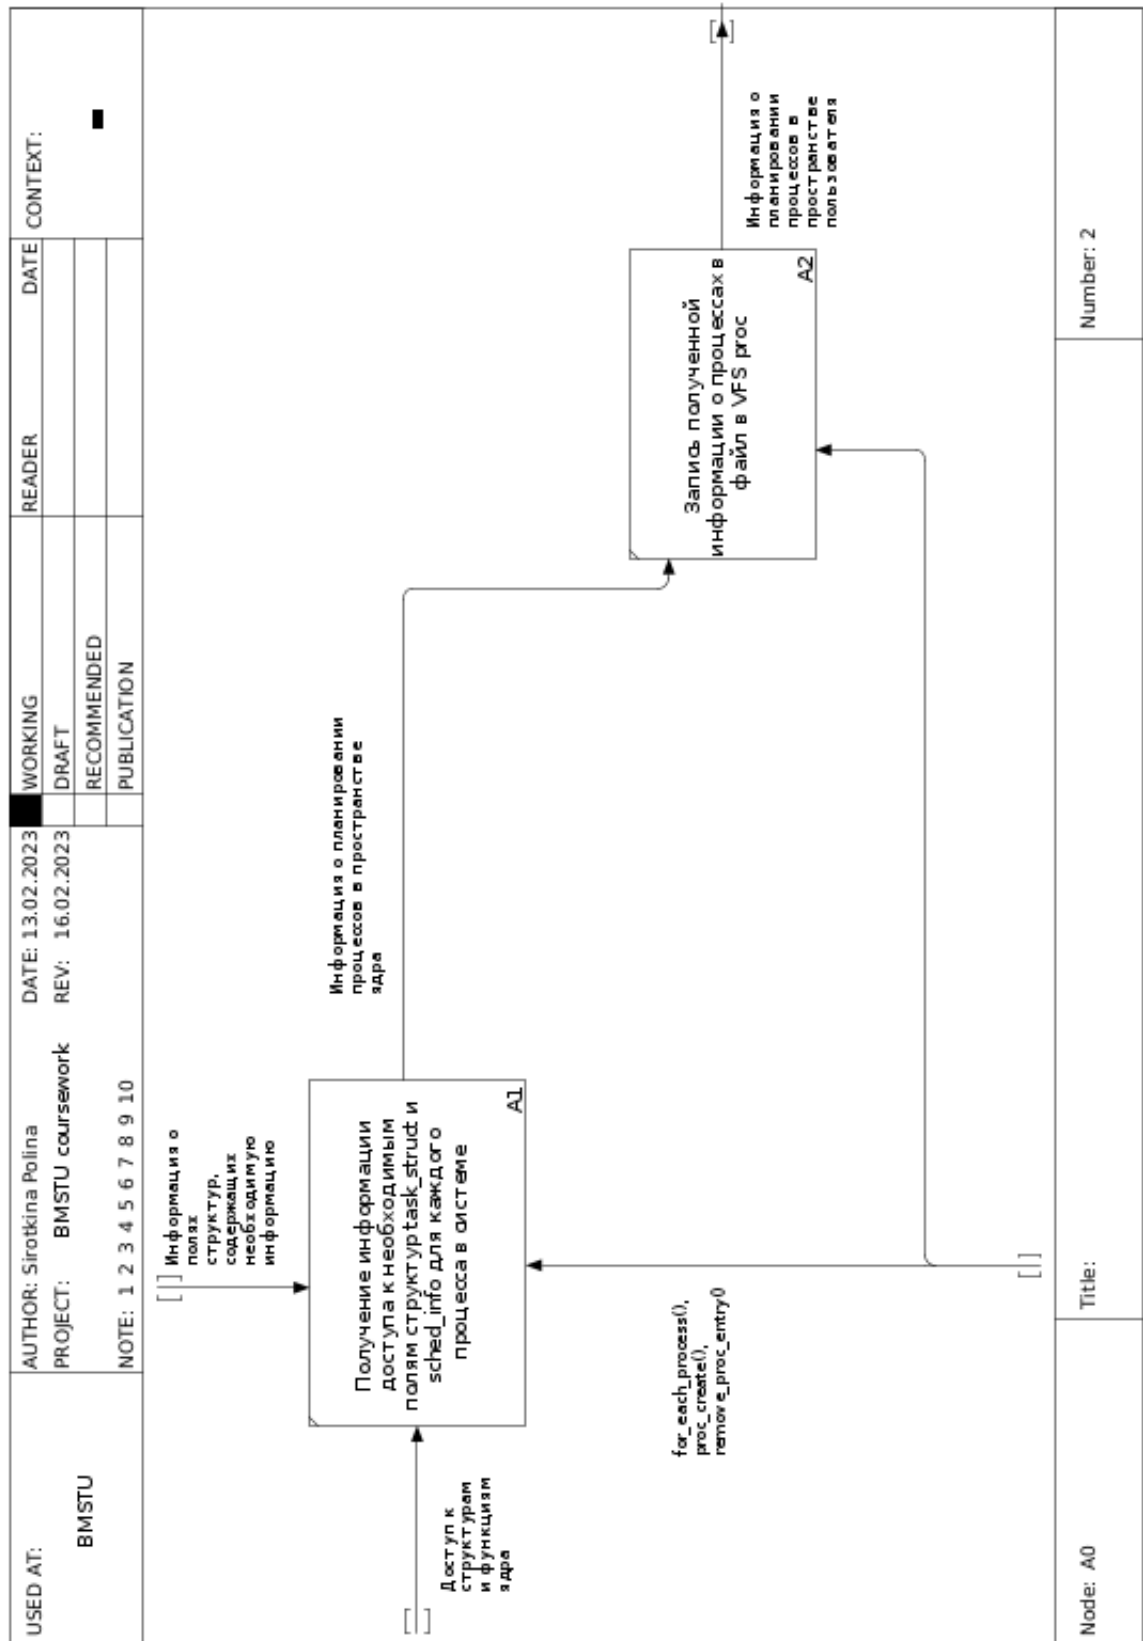 USED AT:
BMSTU
AUTHOR: Sirotkina Polina
PROJECT: BMSTU coursework
NOTE: 1 2 3 4 5 6 7 8 9 10
DATE: 13.02.2023
REV: 16.02.2023
WORKING
DRAFT
RECOMMENDED
PUBLICATION
READER
DATE
CONTEXT:
Доступ к
структурам
и функциям
ядра
Информация о
полях
структур,
содержащих
необходимую
информацию
Получение информации
доступа к необходимым
полям структур task_struct и
sched_info для каждого
процесса в системе
A1
for_each_process(),
proc_create(),
remove_proc_entry()
Информация о планировании
процессов в пространстве
ядра
Запись полученной
информации о процессах в
файл в VFS proc
A2
Информация о
планировании
процессов в
пространстве
пользователя
Node: A0
Title:
Number: 2